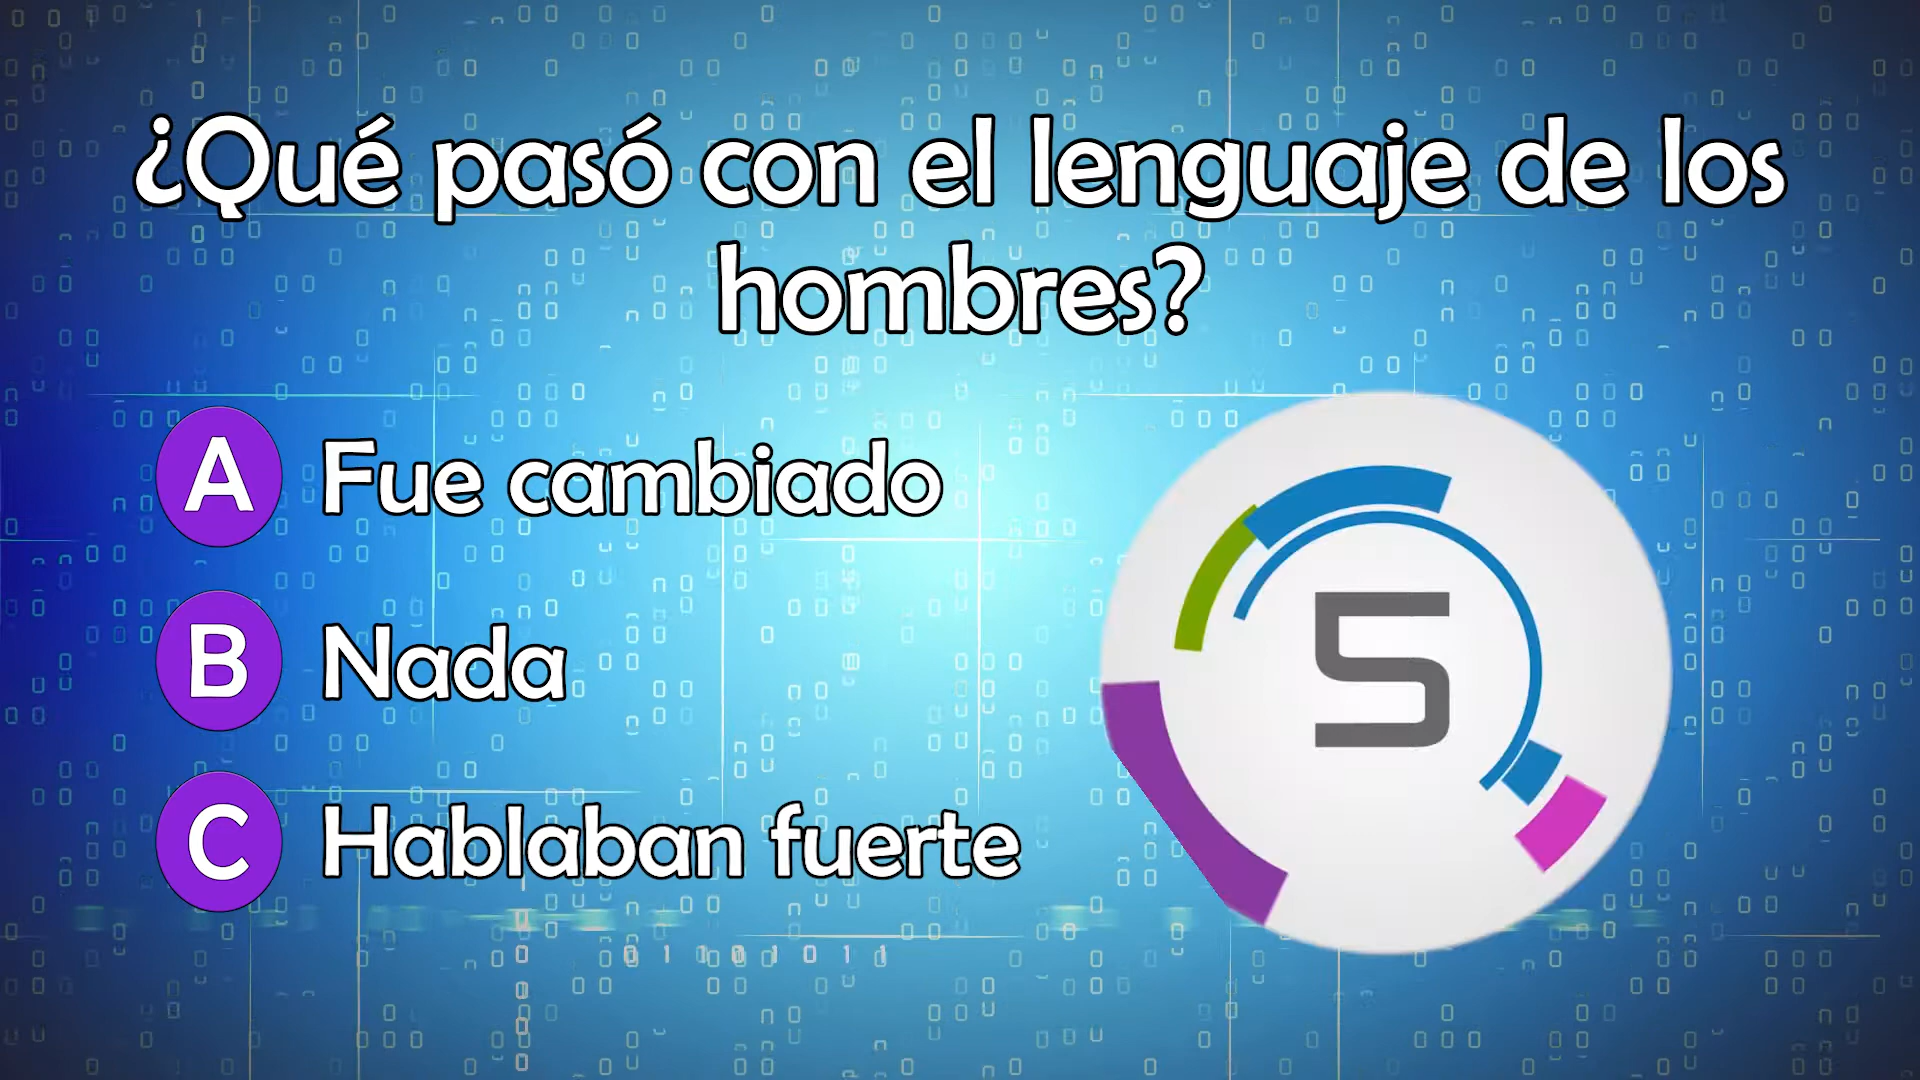 ¿Qué pasó con el lenguaje de los
hombres?
A Fue cambiado
B Nada
C Hablaban fuerte
5